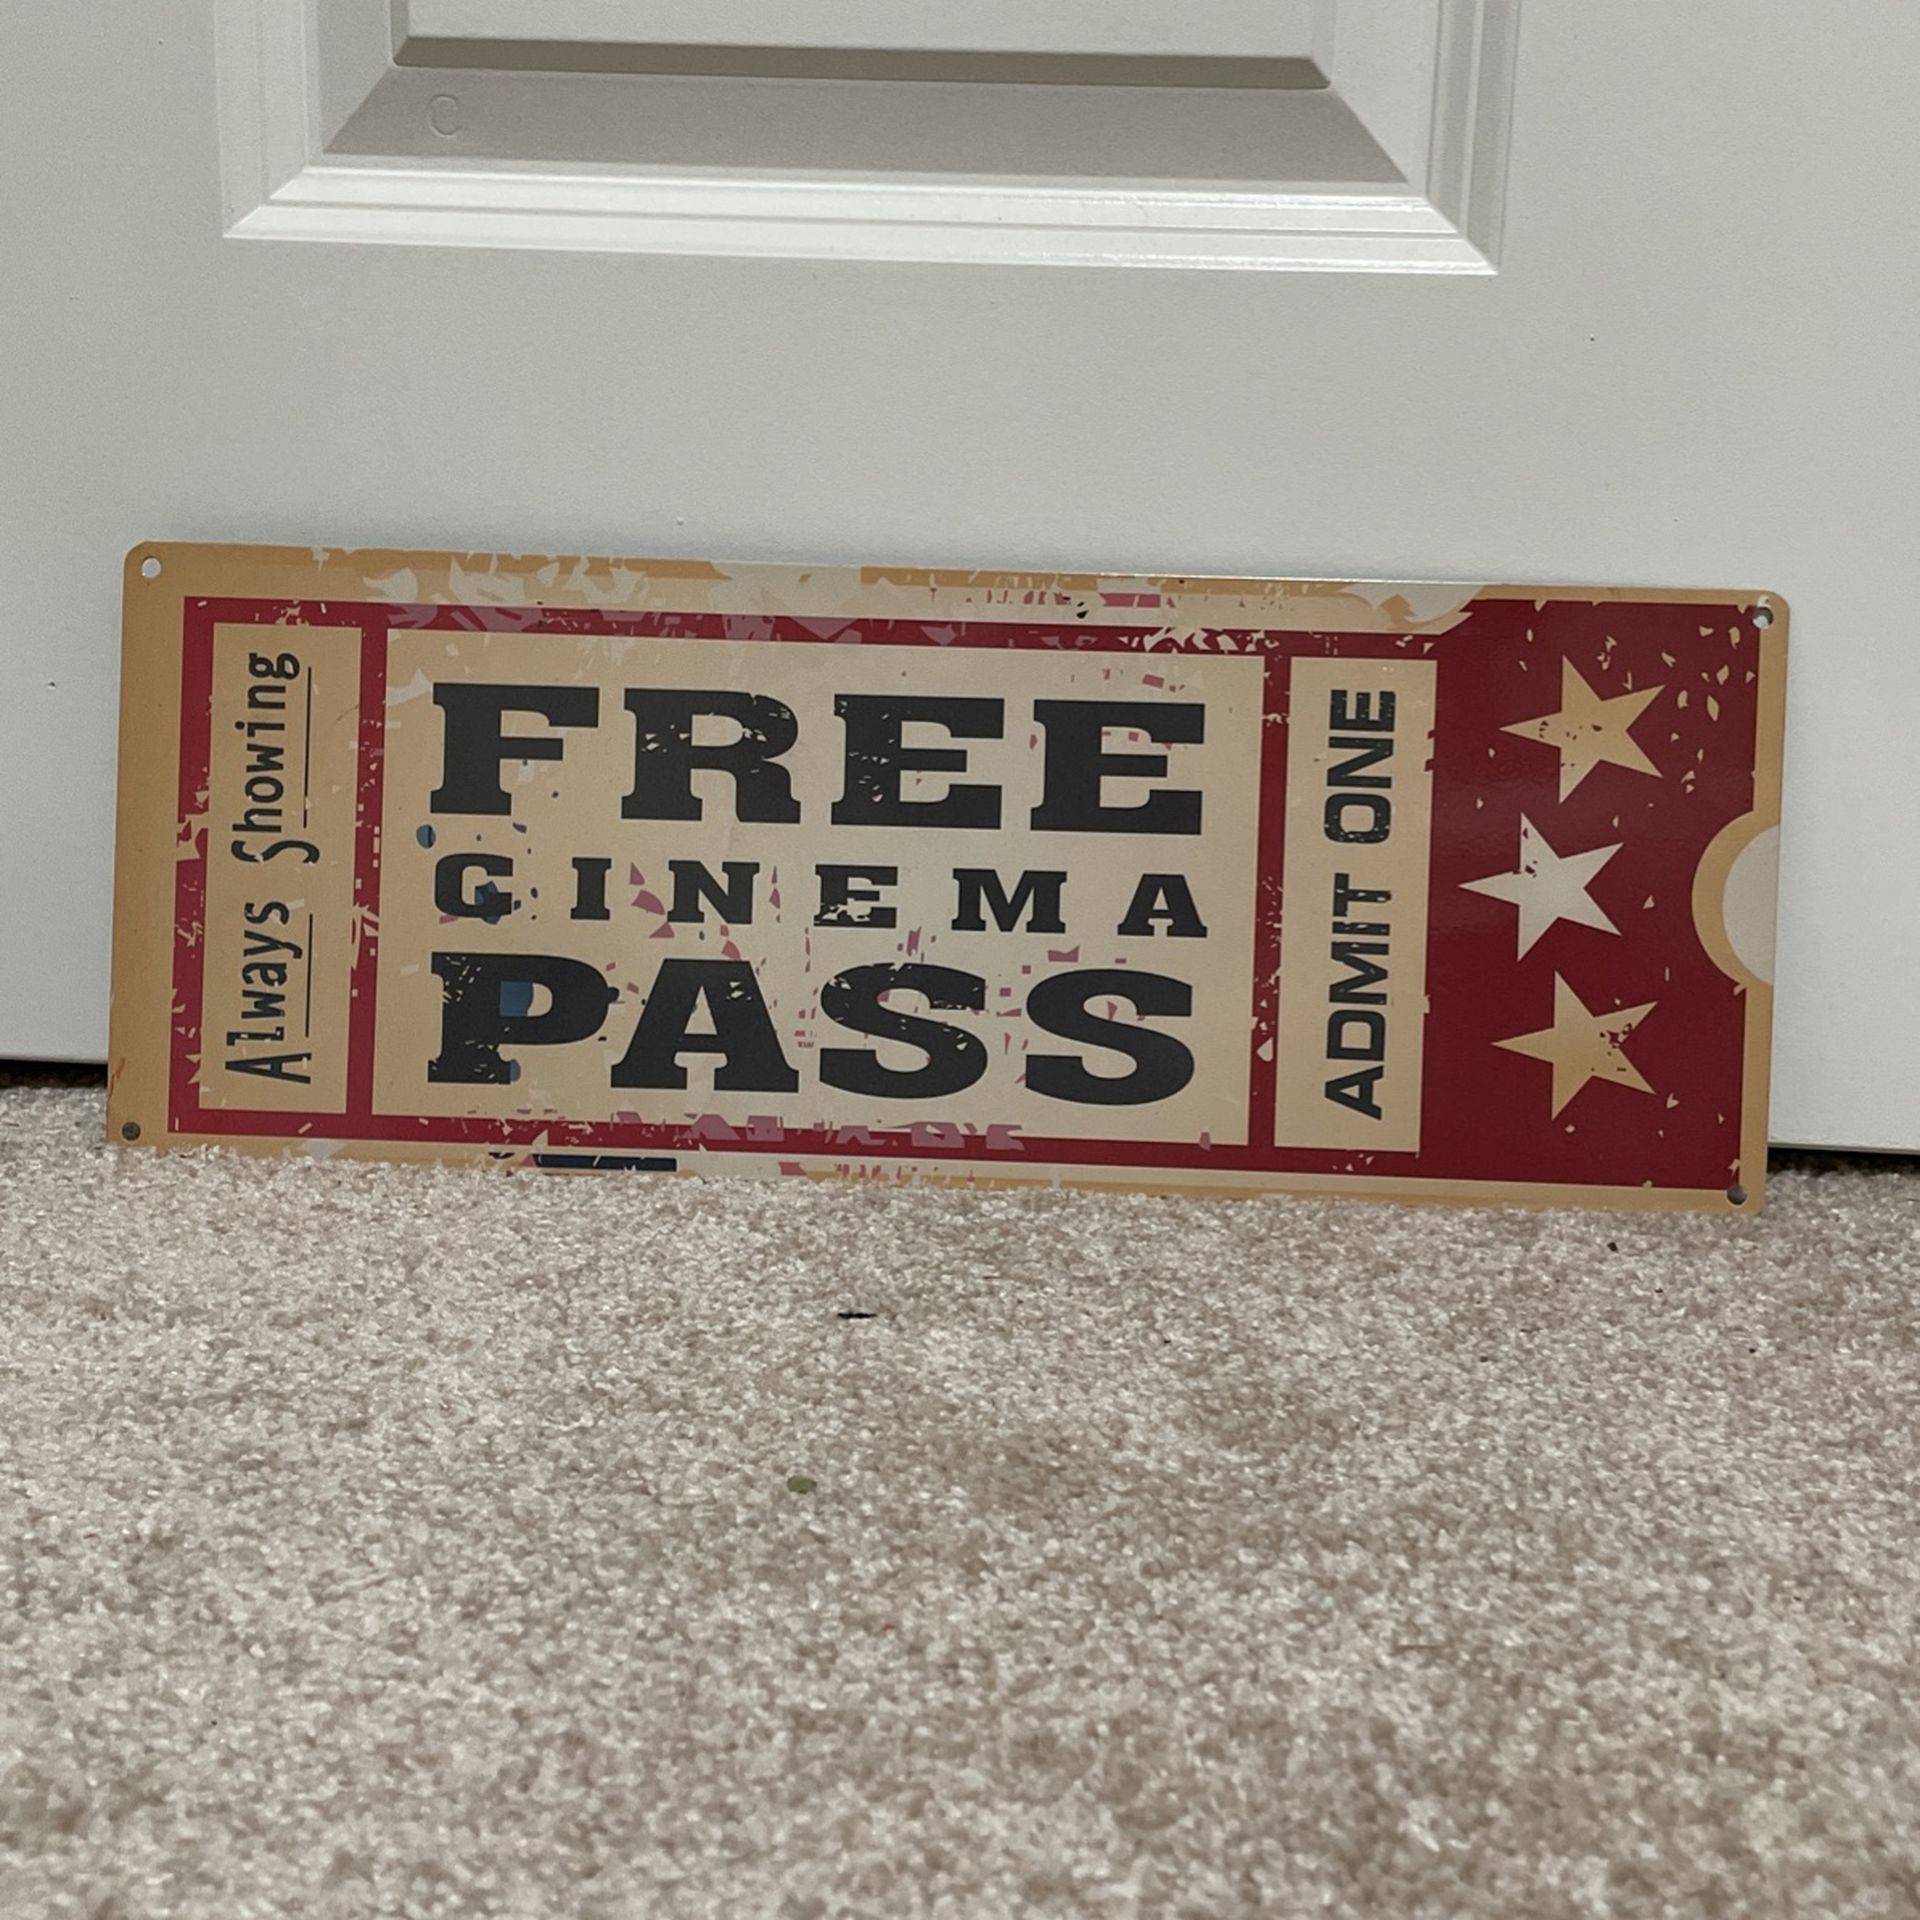 Always Showing
FREE
CINEMA
PASS
ADMIT ONE
C